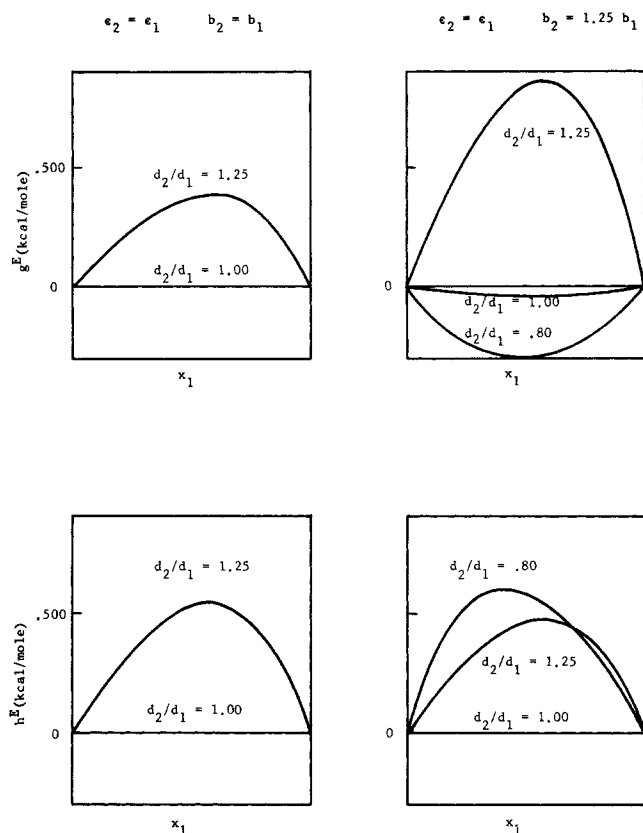 ϵ₂ = ϵ₁ b₂ = b₁
ϵ₂ = ϵ₁ b₂ = 1.25 b₁
gᴱ(kcal/mole)
.500
0
d₂/d₁ = 1.25
d₂/d₁ = 1.00
x₁
0
d₂/d₁ = 1.25
d₂/d₁ = 1.00
d₂/d₁ = .80
x₁
hᴱ(kcal/mole)
.500
0
d₂/d₁ = 1.25
d₂/d₁ = 1.00
x₁
0
d₂/d₁ = .80
d₂/d₁ = 1.25
d₂/d₁ = 1.00
x₁